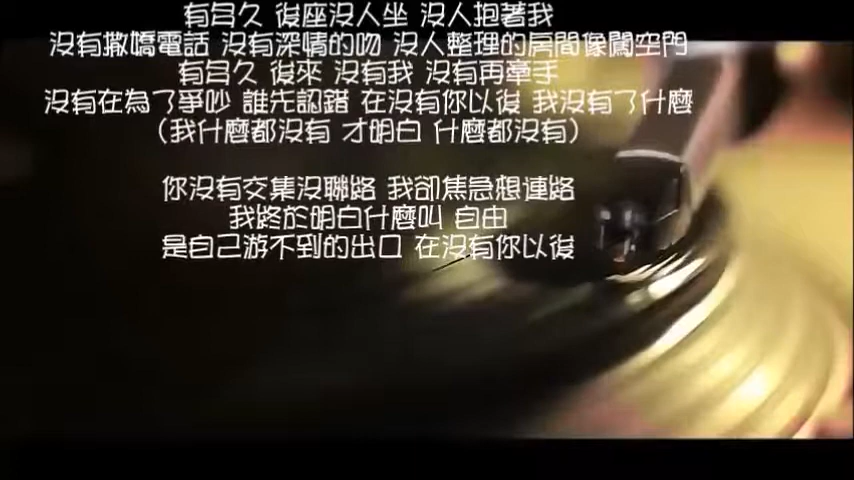 有多久 後座沒人坐 沒人抱著我
沒有撒嬌電話 沒有深情的吻 沒人整理的房間像闖空門
有多久 後來 沒有我 沒有再牽手
沒有在為了爭吵 誰先認錯 在沒有你以後 我沒有了什麼
（我什麼都沒有 才明白 什麼都沒有）
你沒有交集沒聯絡 我卻焦急想連絡
我終於明白什麼叫 自由
是自己游不到的出口 在沒有你以後